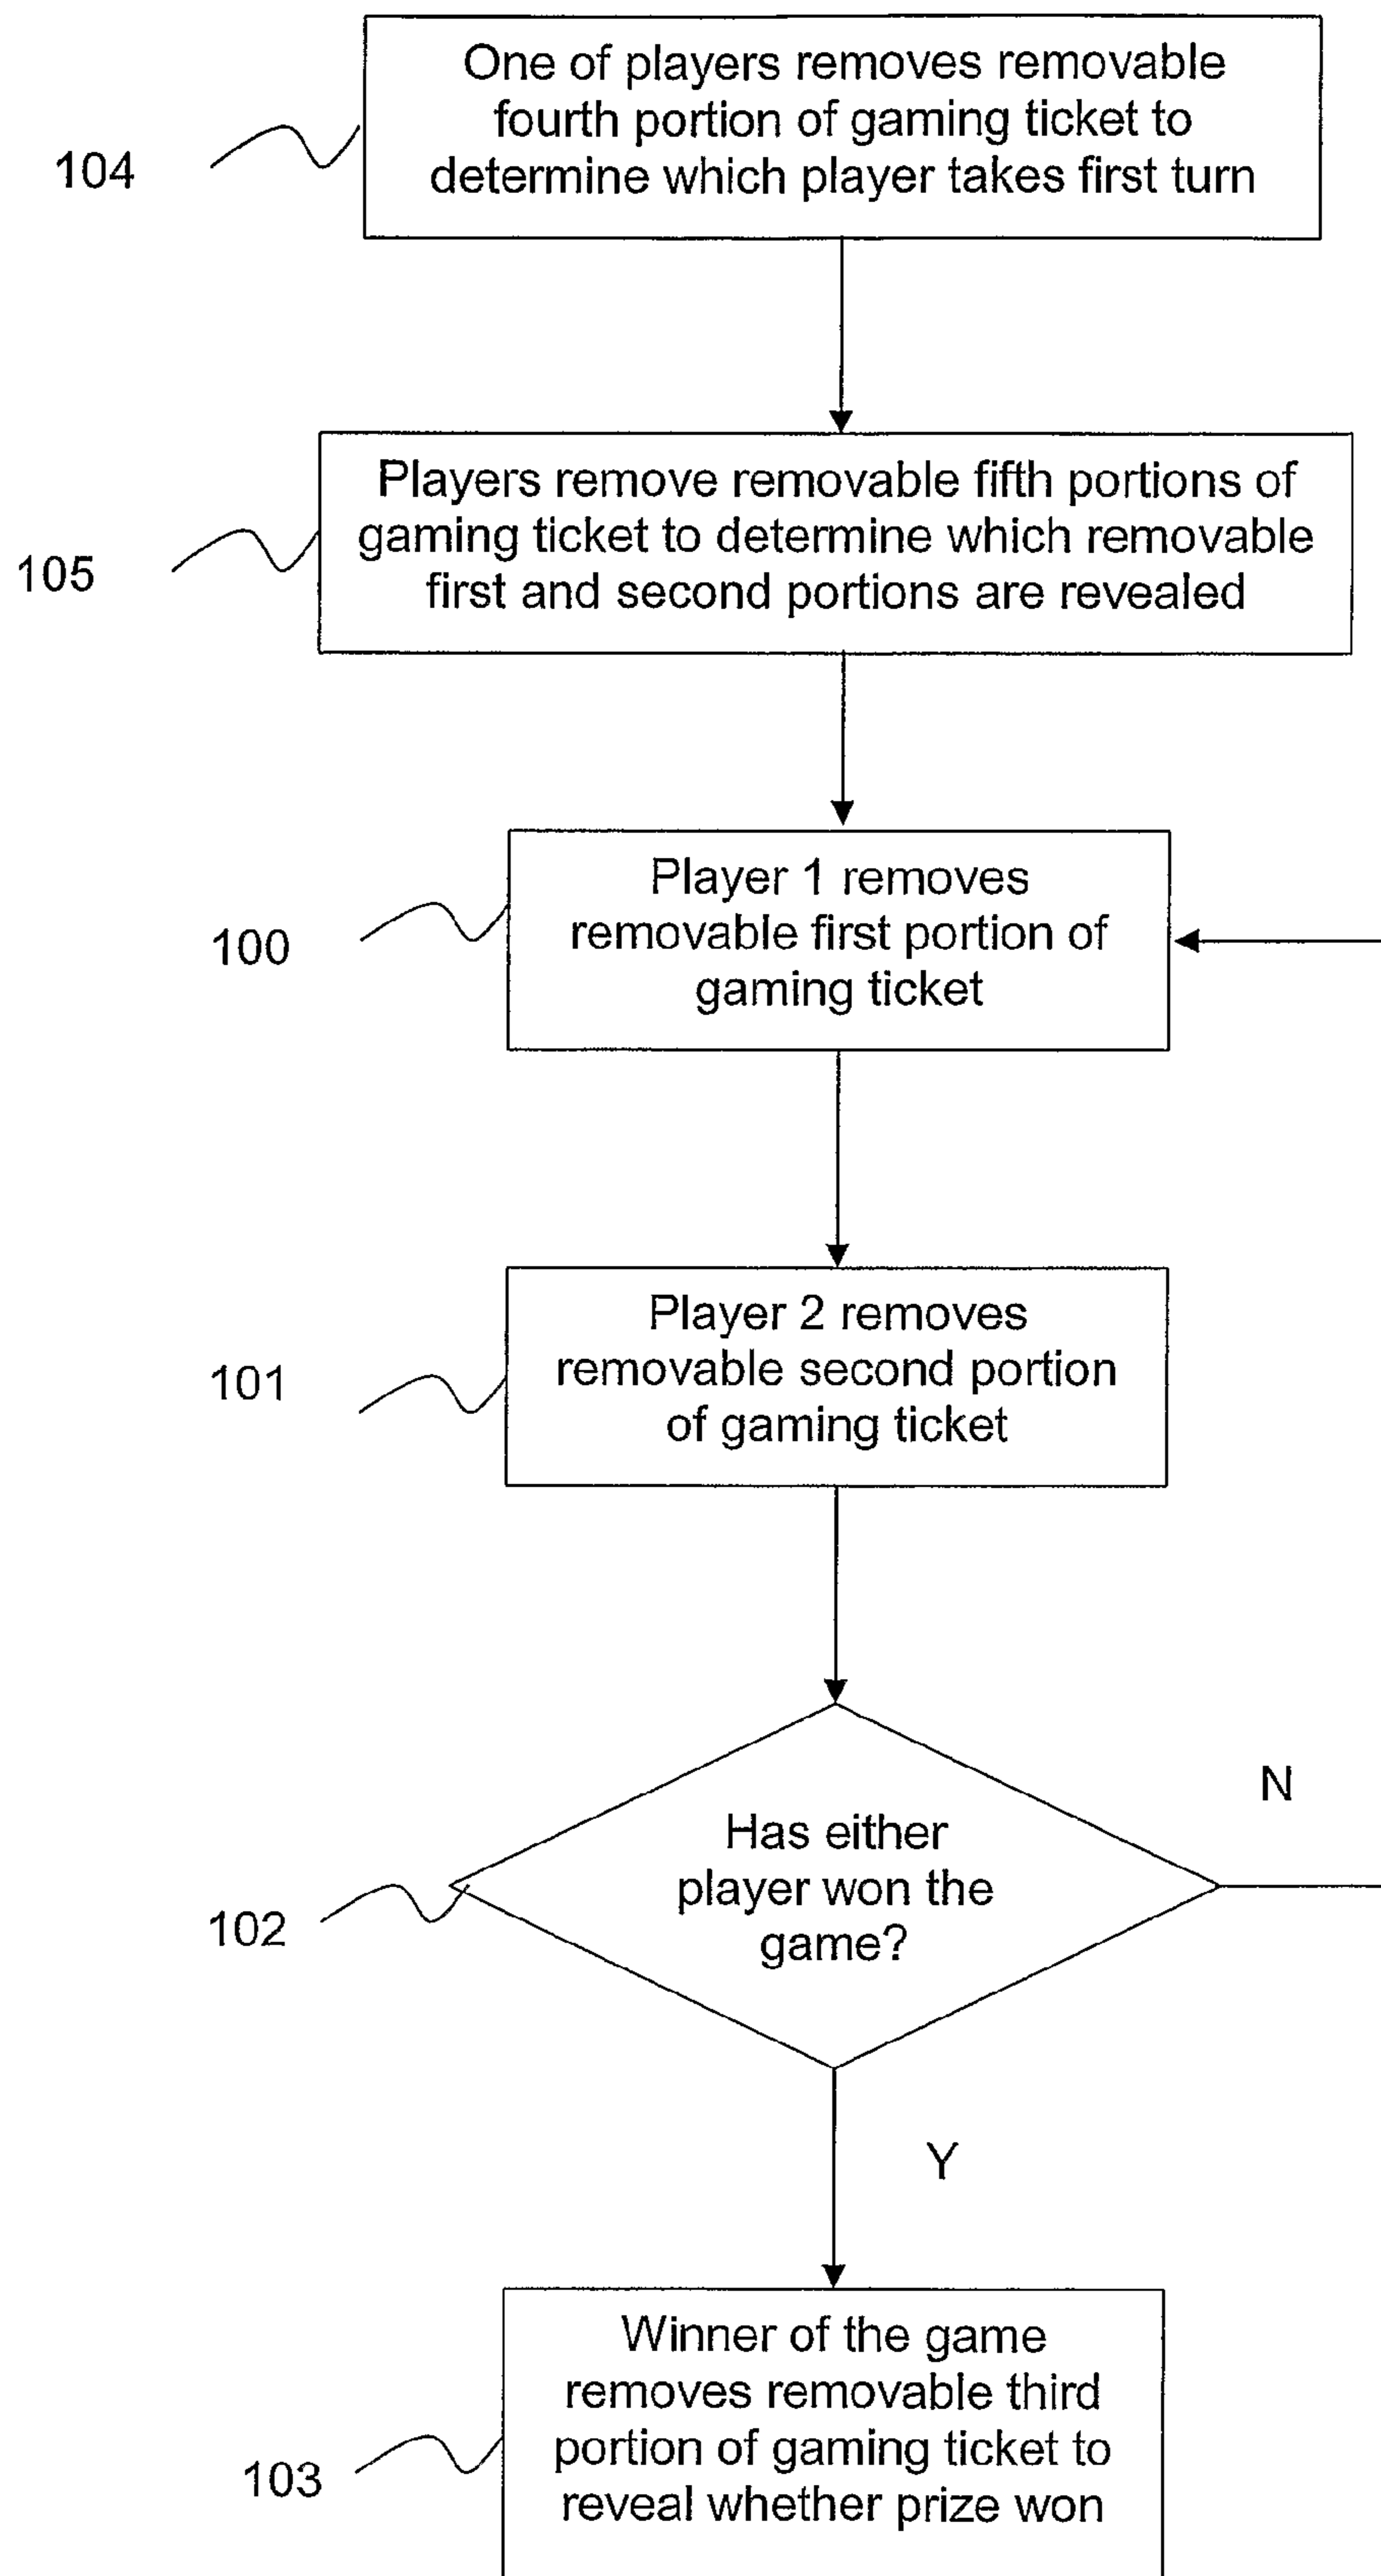 One of players removes removable
fourth portion of gaming ticket to
determine which player takes first turn
104
Players remove removable fifth portions of
gaming ticket to determine which removable
first and second portions are revealed
105
Player 1 removes
removable first portion of
gaming ticket
100
Player 2 removes
removable second portion
of gaming ticket
101
Has either
player won the
game?
102
N
Y
Winner of the game
removes removable third
portion of gaming ticket to
reveal whether prize won
103